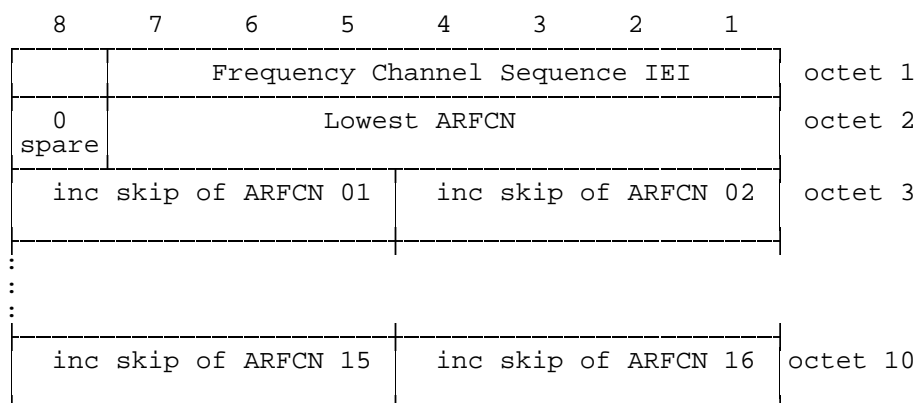 8 7 6 5 4 3 2 1
Frequency Channel Sequence IEI octet 1
0 Lowest ARFCN octet 2
spare
inc skip of ARFCN 01 inc skip of ARFCN 02 octet 3
:
:
:
inc skip of ARFCN 15 inc skip of ARFCN 16 octet 10